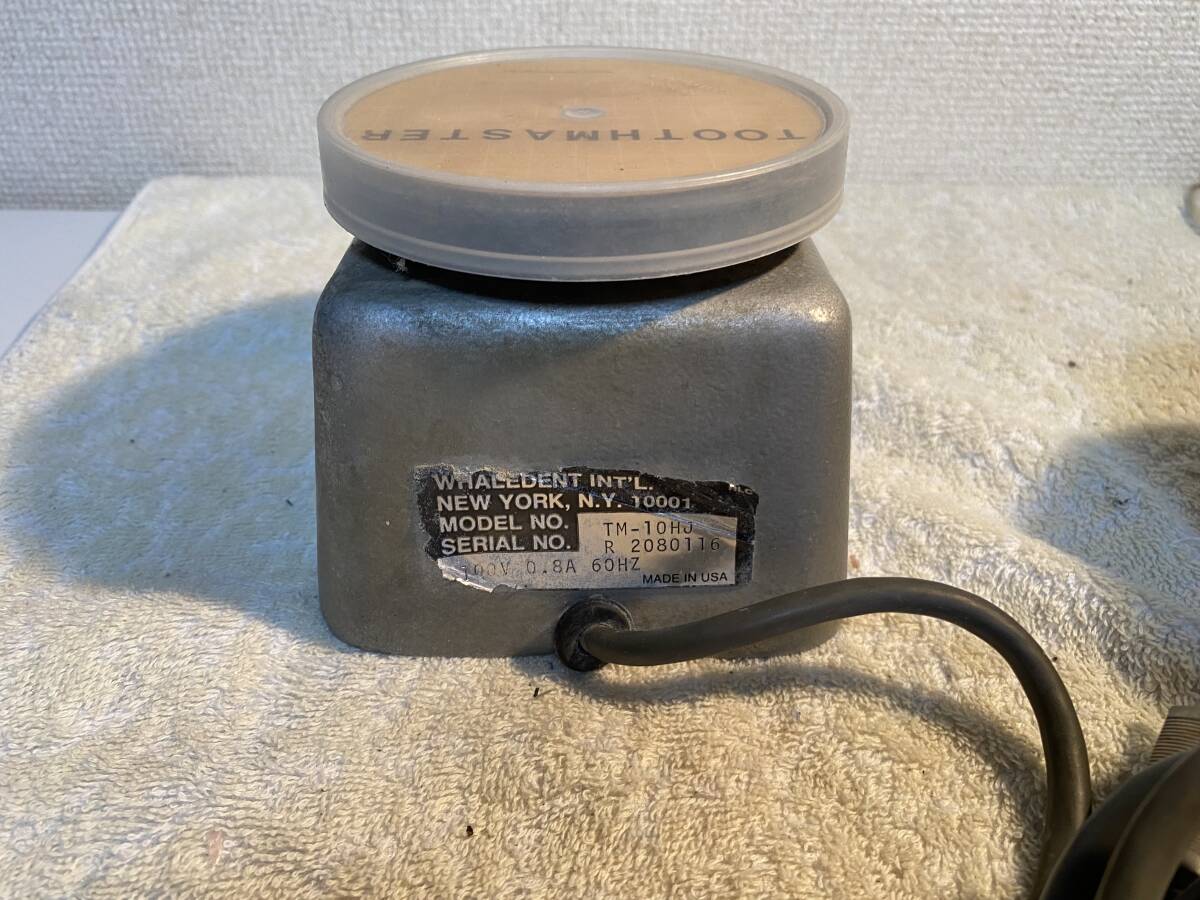 TOOTHMASTER
WHALEDENT INT'L.
NEW YORK, N.Y. 10001
MODEL NO. TM-10HJ
SERIAL NO. R 2080116
100V 0.8A 60HZ
MADE IN USA